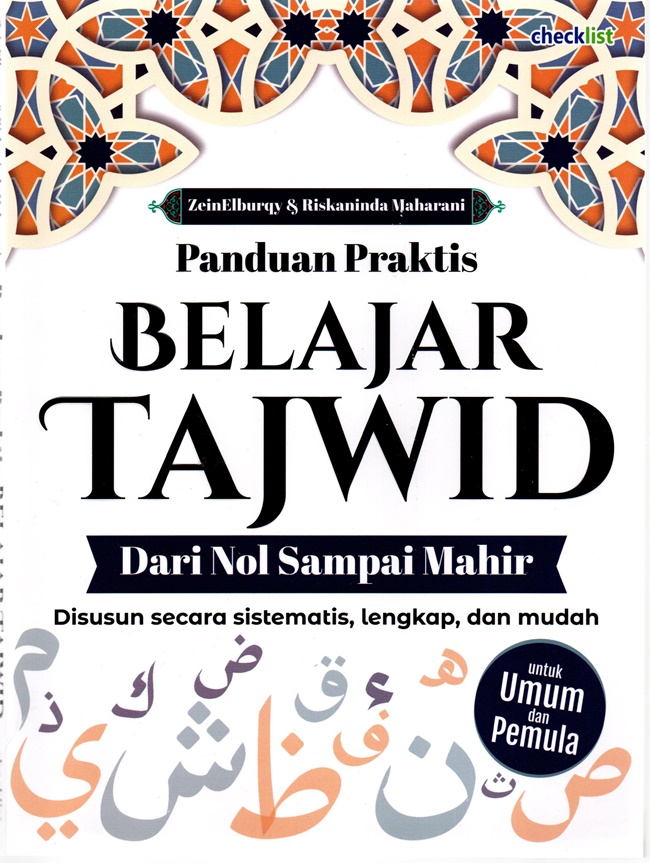 checklist
ZeinElburqy & Riskaninda Maharani
Panduan Praktis
BELAJAR
TAJWID
Dari Nol Sampai Mahir
Disusun secara sistematis, lengkap, dan mudah
untuk
Umum
dan
Pemula
م ذ ك ض ق ء ه
ي ش ظ ف ن ث ص